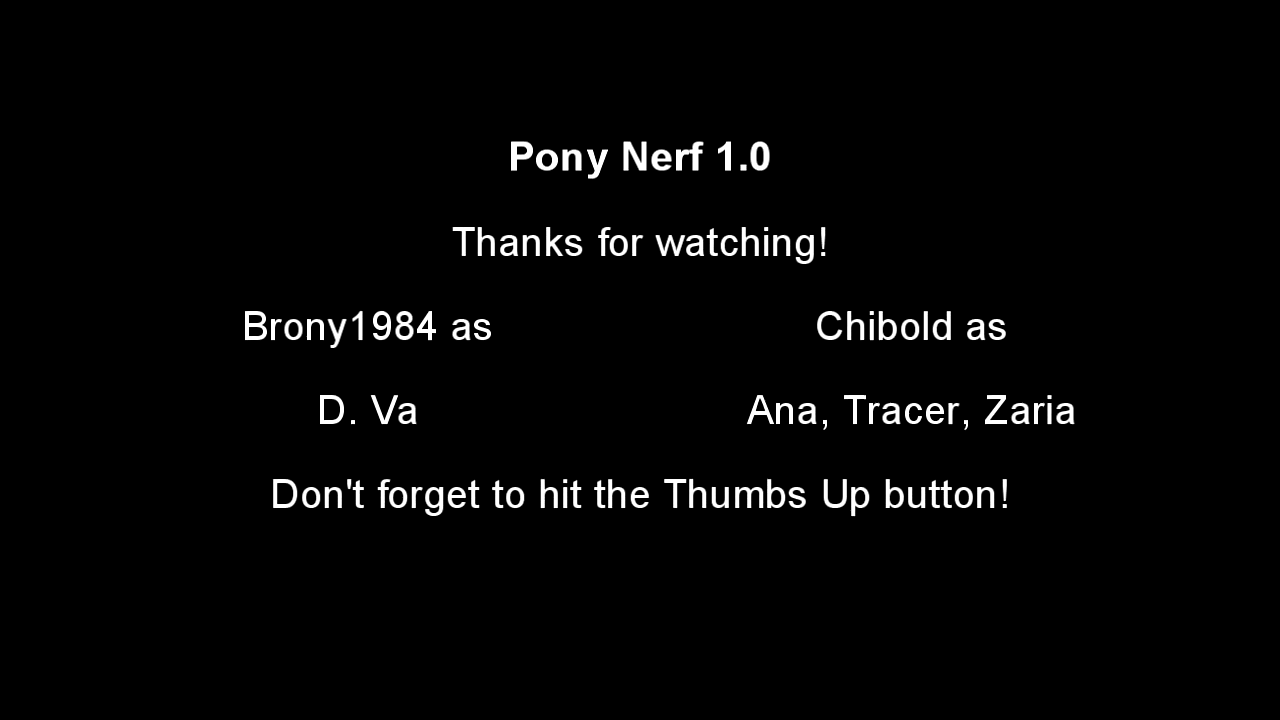 Pony Nerf 1.0
Thanks for watching!
Brony1984 as
Chibold as
D. Va
Ana, Tracer, Zaria
Don't forget to hit the Thumbs Up button!